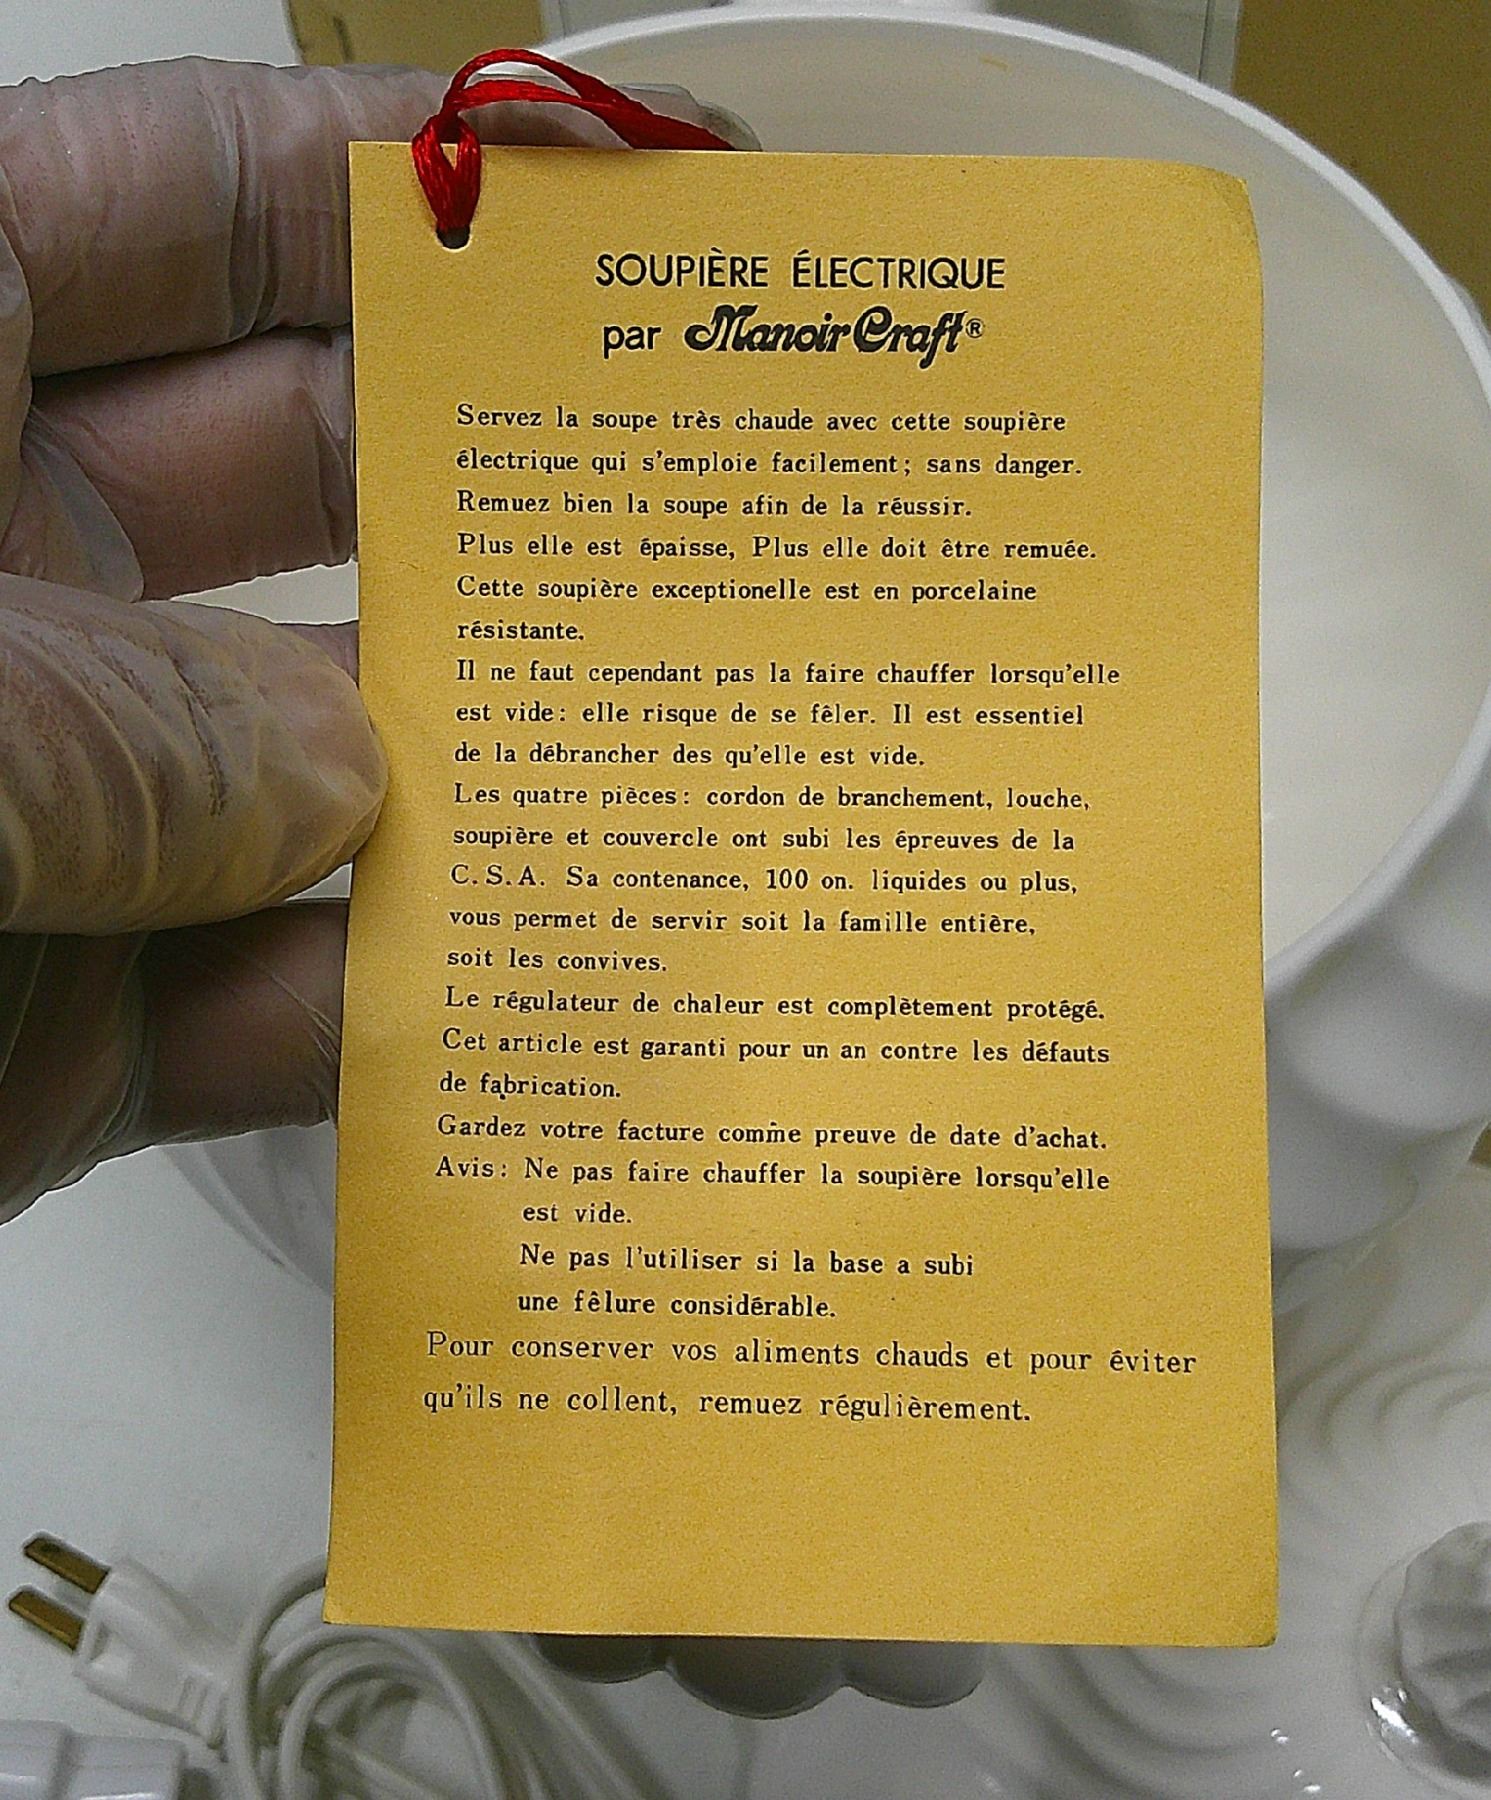 SOUPIÈRE ÉLECTRIQUE
par Manoir Craft®
Servez la soupe très chaude avec cette soupière
électrique qui s'emploie facilement; sans danger.
Remuez bien la soupe afin de la réussir.
Plus elle est épaisse, Plus elle doit être remuée.
Cette soupière exceptionelle est en porcelaine
résistante.
Il ne faut cependant pas la faire chauffer lorsqu'elle
est vide: elle risque de se fêler. Il est essentiel
de la débrancher des qu'elle est vide.
Les quatre pièces: cordon de branchement, louche,
soupière et couvercle ont subi les épreuves de la
C.S.A. Sa contenance, 100 on. liquides ou plus,
vous permet de servir soit la famille entière,
soit les convives.
Le régulateur de chaleur est complètement protégé.
Cet article est garanti pour un an contre les défauts
de fabrication.
Gardez votre facture comme preuve de date d'achat.
Avis: Ne pas faire chauffer la soupière lorsqu'elle
est vide.
Ne pas l'utiliser si la base a subi
une fêlure considérable.
Pour conserver vos aliments chauds et pour éviter
qu'ils ne collent, remuez régulièrement.